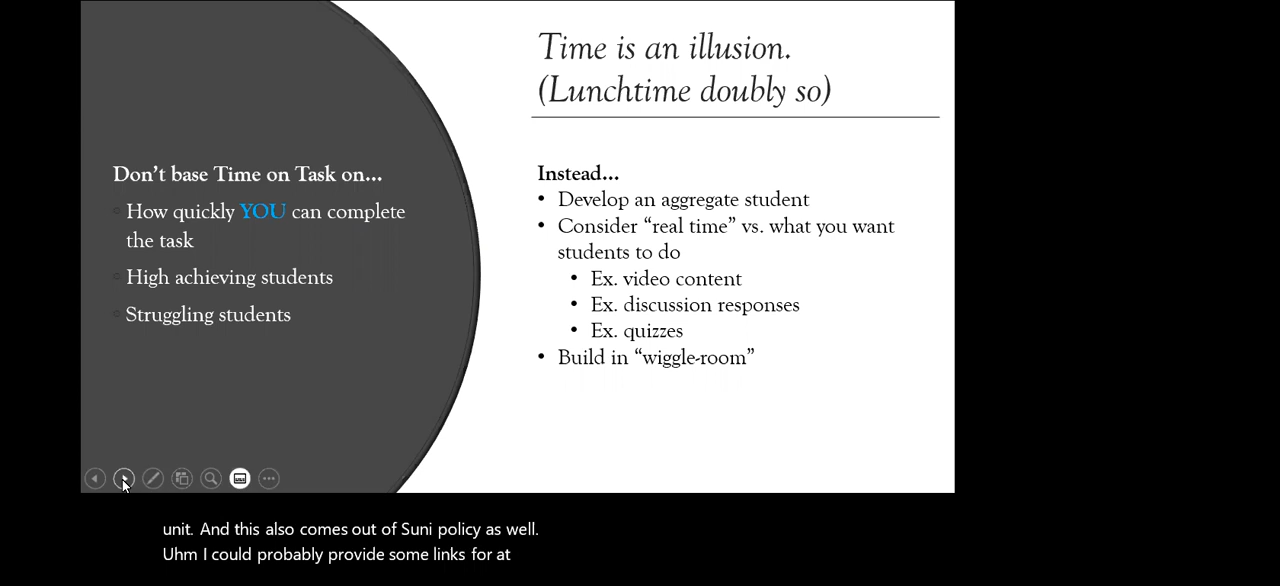 Time is an illusion.
(Lunchtime doubly so)
Don't base Time on Task on...
How quickly YOU can complete
the task
High achieving students
Struggling students
Instead...
• Develop an aggregate student
• Consider “real time” vs. what you want
students to do
• Ex. video content
• Ex. discussion responses
• Ex. quizzes
• Build in “wiggle-room”
unit. And this also comes out of Suni policy as well.
Uhm I could probably provide some links for at